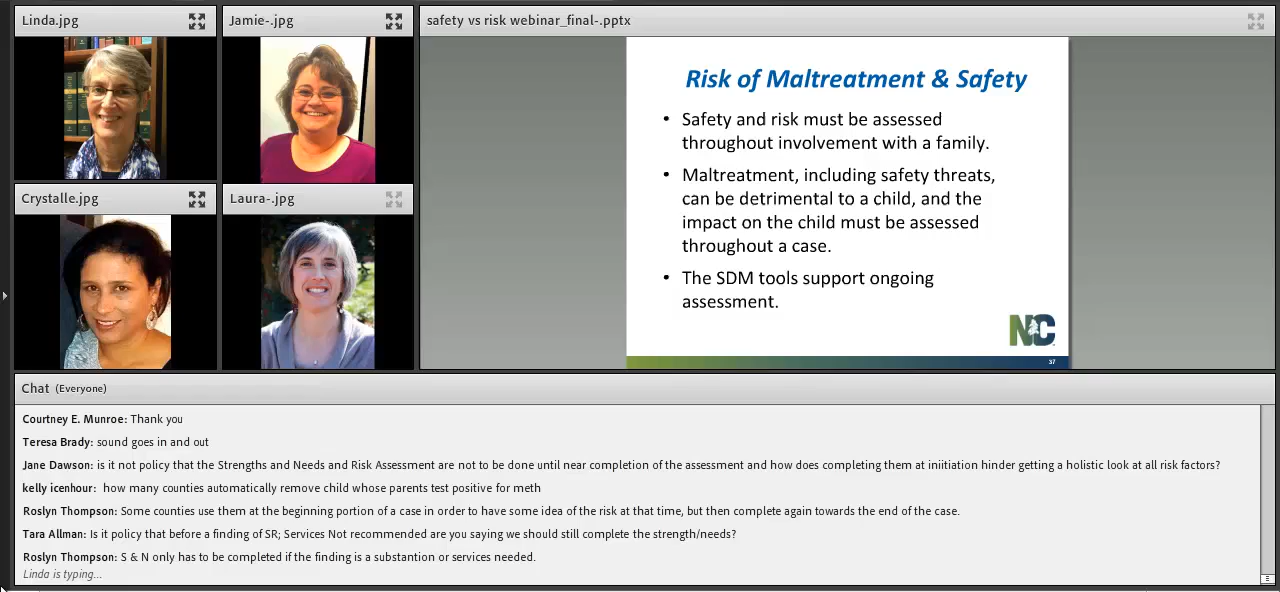 Linda.jpg
Jamie-.jpg
safety vs risk webinar_final-.pptx
Crystalle.jpg
Laura-.jpg
Risk of Maltreatment & Safety
• Safety and risk must be assessed
throughout involvement with a family.
• Maltreatment, including safety threats,
can be detrimental to a child, and the
impact on the child must be assessed
throughout a case.
• The SDM tools support ongoing
assessment.
NC
37
Chat (Everyone)
Courtney E. Munroe: Thank you
Teresa Brady: sound goes in and out
Jane Dawson: is it not policy that the Strengths and Needs and Risk Assessment are not to be done until near completion of the assessment and how does completing them at iniitiation hinder getting a holistic look at all risk factors?
kelly icenhour: how many counties automatically remove child whose parents test positive for meth
Roslyn Thompson: Some counties use them at the beginning portion of a case in order to have some idea of the risk at that time, but then complete again towards the end of the case.
Tara Allman: Is it policy that before a finding of SR; Services Not recommended are you saying we should still complete the strength/needs?
Roslyn Thompson: S & N only has to be completed if the finding is a substantion or services needed.
Linda is typing...